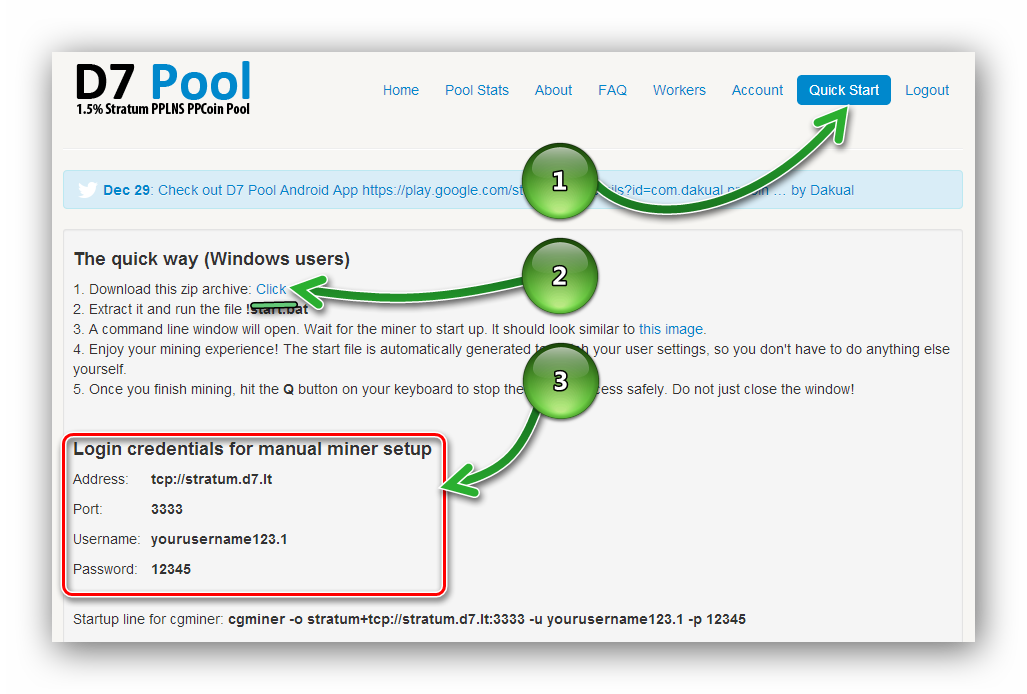 D7 Pool
1.5% Stratum PPLNS PPCoin Pool
Home Pool Stats About FAQ Workers Account Quick Start Logout
1
Dec 29: Check out D7 Pool Android App https://play.google.com/st ils?id=com.dakual. … by Dakual
The quick way (Windows users)
2
1. Download this zip archive: Click
2. Extract it and run the file !start.bat
3. A command line window will open. Wait for the miner to start up. It should look similar to this image.
4. Enjoy your mining experience! The start file is automatically generated your user settings, so you don't have to do anything else
yourself.
3
5. Once you finish mining, hit the Q button on your keyboard to stop the safely. Do not just close the window!
Login credentials for manual miner setup
Address: tcp://stratum.d7.lt
Port: 3333
Username: yourusername123.1
Password: 12345
Startup line for cgminer: cgminer -o stratum+tcp://stratum.d7.lt:3333 -u yourusername123.1 -p 12345